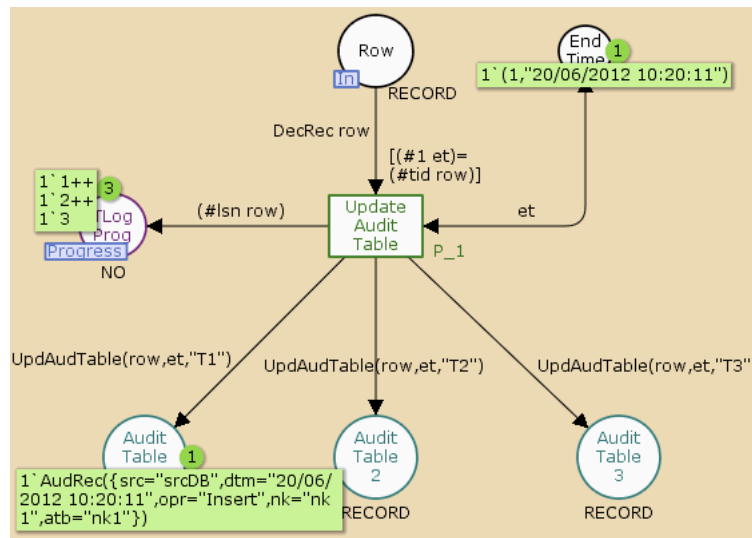 Row
In
RECORD
End
Time
1
1`(1,"20/06/2012 10:20:11")
DecRec row
[(#1 et)=
(#tid row)]
1`1++
1`2++
1`3
3
TLog
Prog
Progress
NO
(#lsn row)
Update
Audit
Table
P_1
et
UpdAudTable(row,et,"T1")
UpdAudTable(row,et,"T2")
UpdAudTable(row,et,"T3"
Audit
Table
1
1`AudRec({src="srcDB",dtm="20/06/
2012 10:20:11",opr="Insert",nk="nk
1",atb="nk1"})
Audit
Table
2
RECORD
Audit
Table
3
RECORD